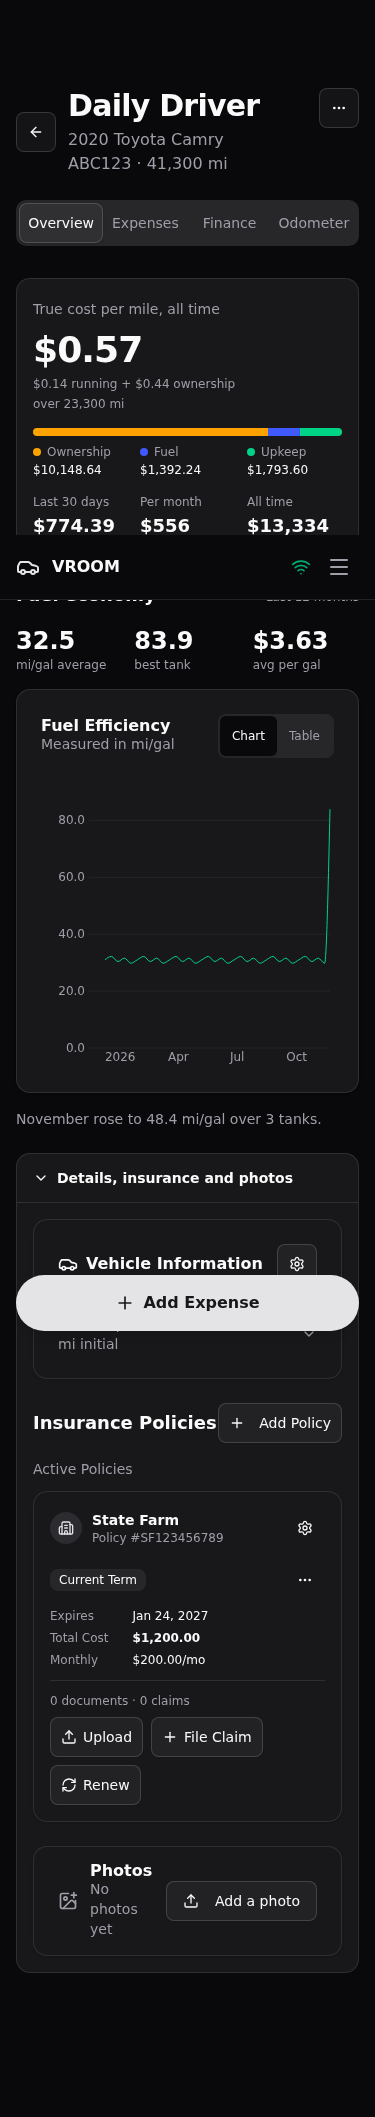 Daily Driver
2020 Toyota Camry
ABC123 · 41,300 mi
Overview Expenses Finance Odometer
True cost per mile, all time
$0.57
$0.14 running + $0.44 ownership
over 23,300 mi
Ownership Fuel Upkeep
$10,148.64 $1,392.24 $1,793.60
Last 30 days Per month All time
$774.39 $556 $13,334
VROOM
32.5 83.9 $3.63
mi/gal average best tank avg per gal
Fuel Efficiency
Measured in mi/gal
Chart Table
80.0
60.0
40.0
20.0
0.0
2026 Apr Jul Oct
November rose to 48.4 mi/gal over 3 tanks.
Details, insurance and photos
Vehicle Information
Add Expense
mi initial
Insurance Policies
Add Policy
Active Policies
State Farm
Policy #SF123456789
Current Term
Expires Jan 24, 2027
Total Cost $1,200.00
Monthly $200.00/mo
0 documents · 0 claims
Upload File Claim
Renew
Photos
No
photos
yet
Add a photo